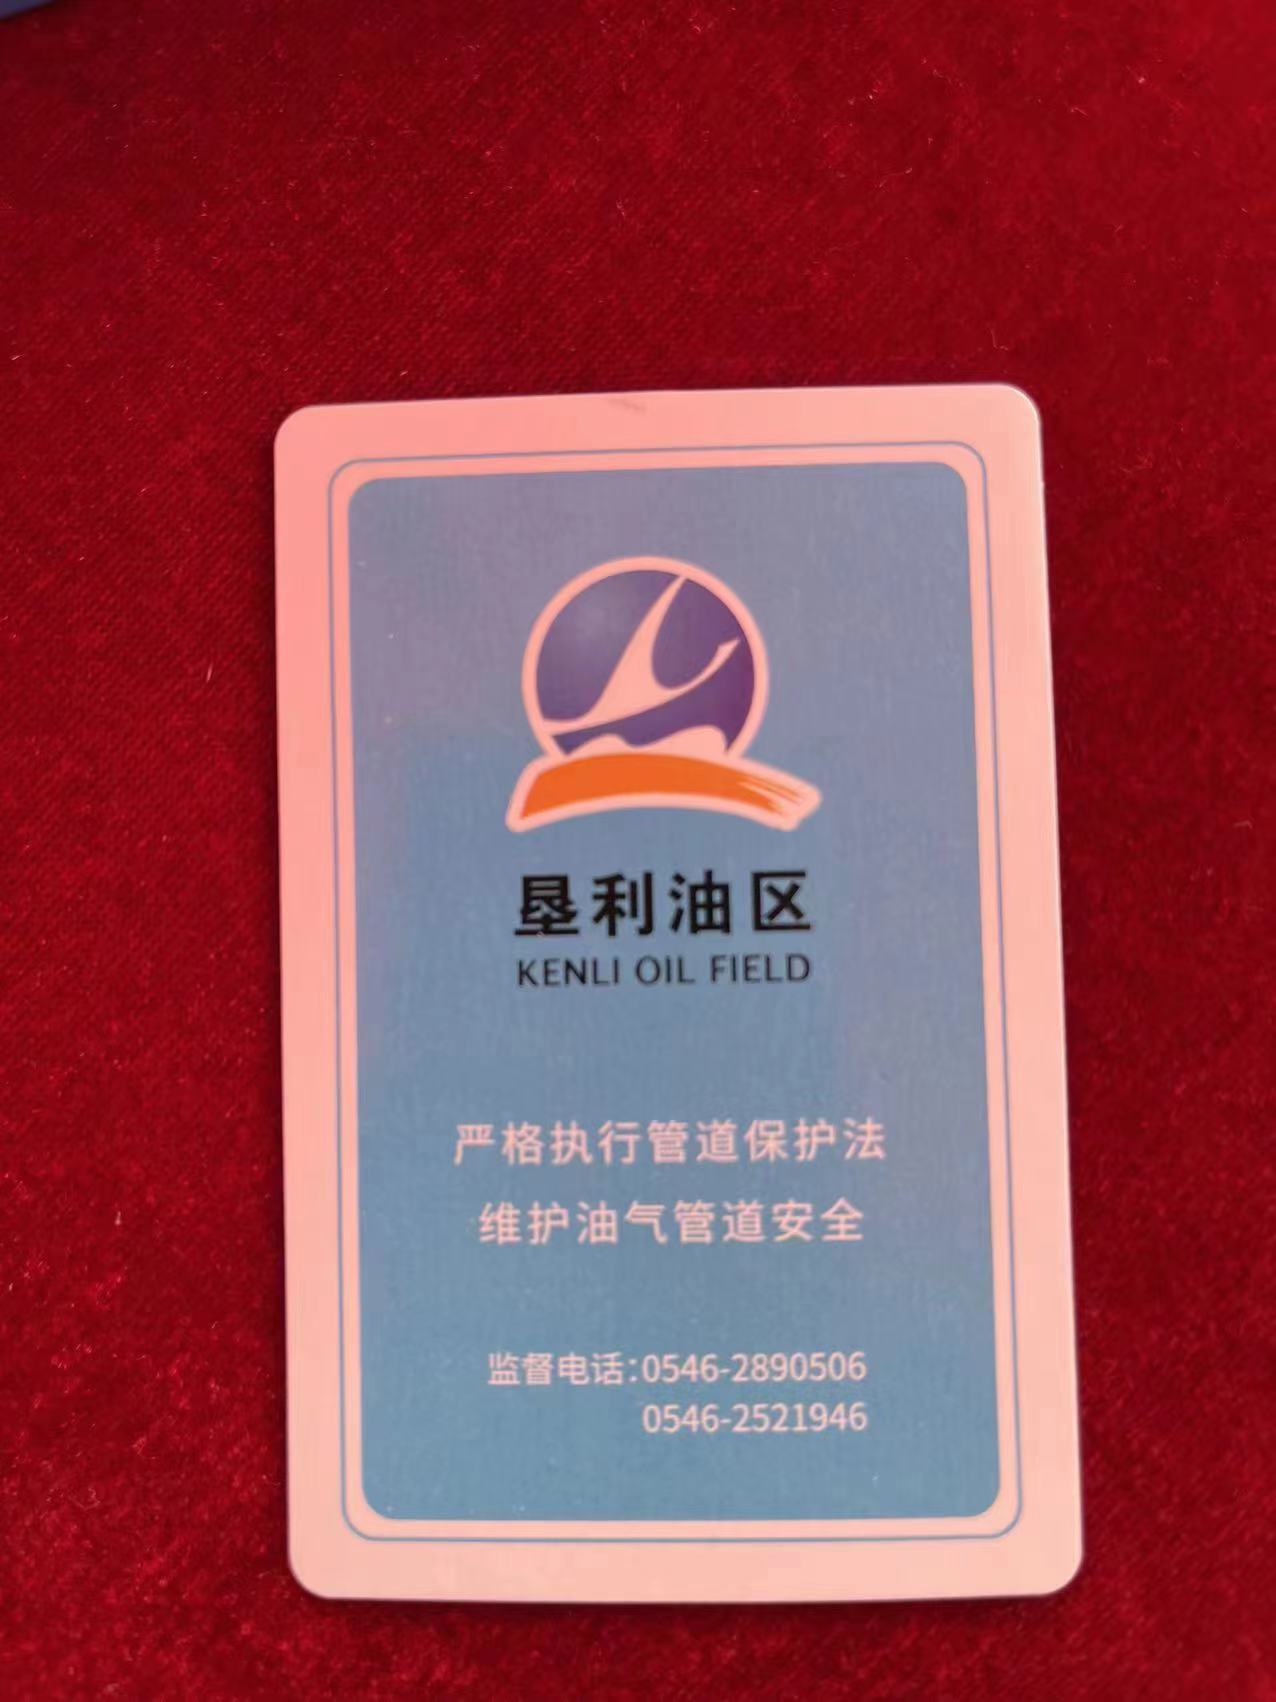 垦利油区
KENLI OIL FIELD
严格执行管道保护法
维护油气管道安全
监督电话:0546-2890506
0546-2521946